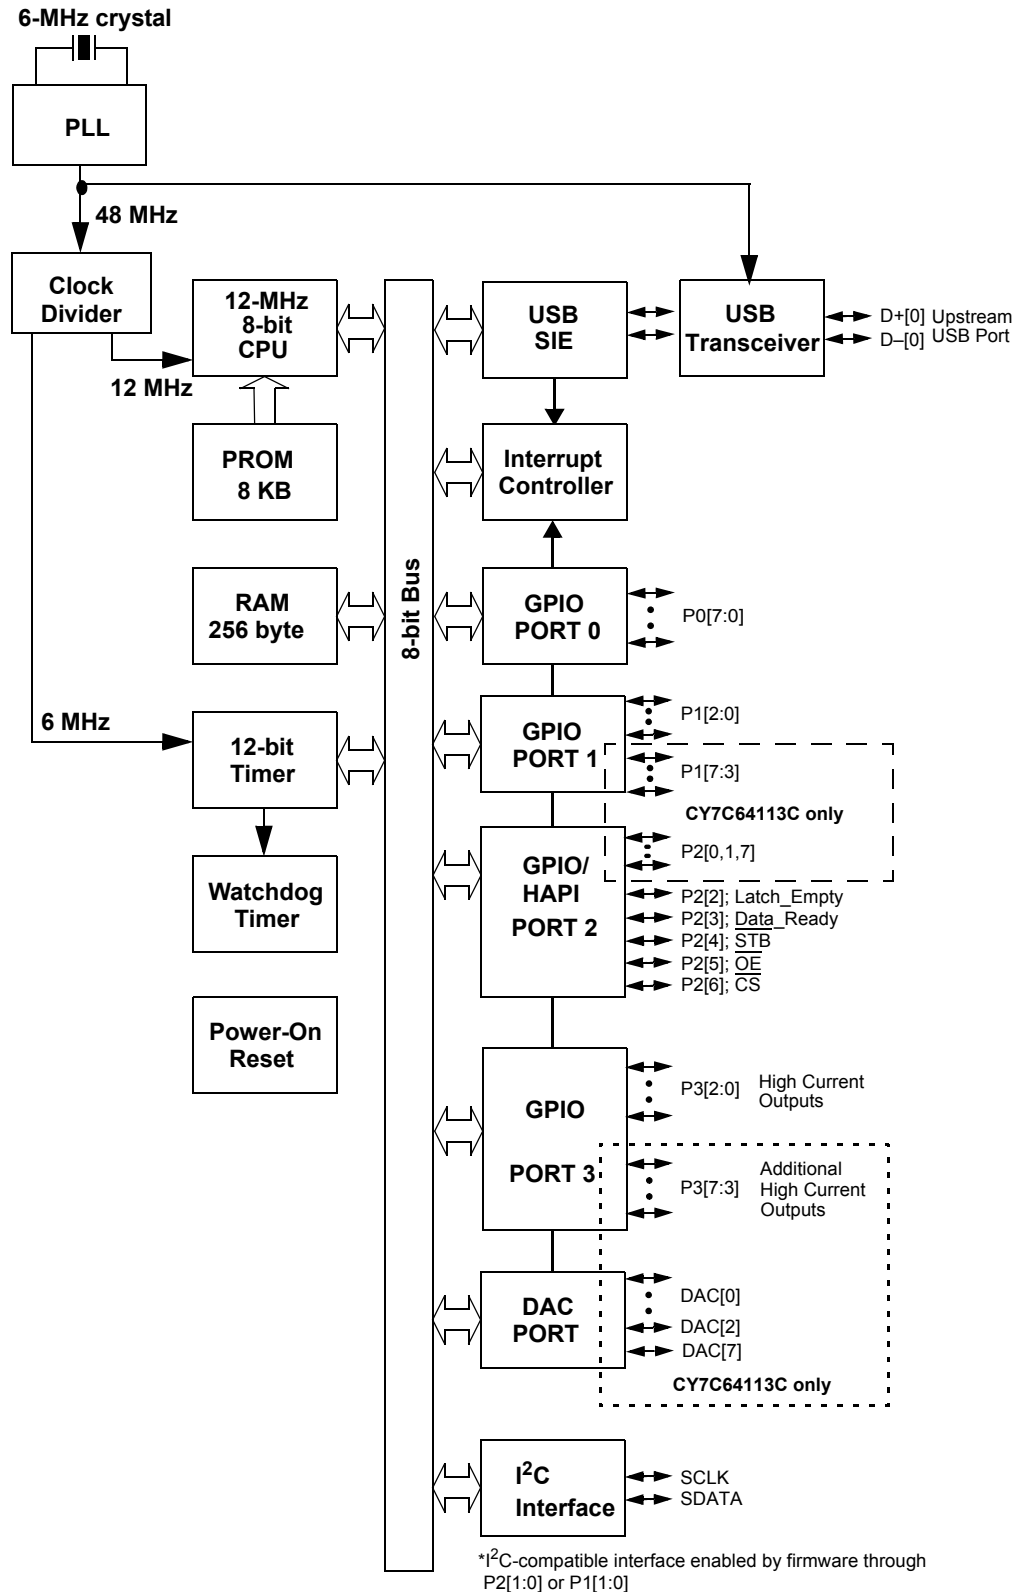 6-MHz crystal
PLL
48 MHz
Clock
Divider
12-MHz
8-bit
CPU
12 MHz
USB
SIE
USB
Transceiver
D+[0] Upstream
D–[0] USB Port
PROM
8 KB
Interrupt
Controller
8-bit Bus
RAM
256 byte
GPIO
PORT 0
P0[7:0]
6 MHz
12-bit
Timer
GPIO
PORT 1
P1[2:0]
P1[7:3]
CY7C64113C only
P2[0,1,7]
Watchdog
Timer
GPIO/
HAPI
PORT 2
P2[2]; Latch_Empty
P2[3]; Data_Ready
P2[4]; S̅T̅B̅
P2[5]; O̅E̅
P2[6]; C̅S̅
Power-On
Reset
GPIO
PORT 3
P3[2:0]
High Current
Outputs
P3[7:3]
Additional
High Current
Outputs
DAC
PORT
DAC[0]
DAC[2]
DAC[7]
CY7C64113C only
I²C
Interface
SCLK
SDATA
*I²C-compatible interface enabled by firmware through
P2[1:0] or P1[1:0]